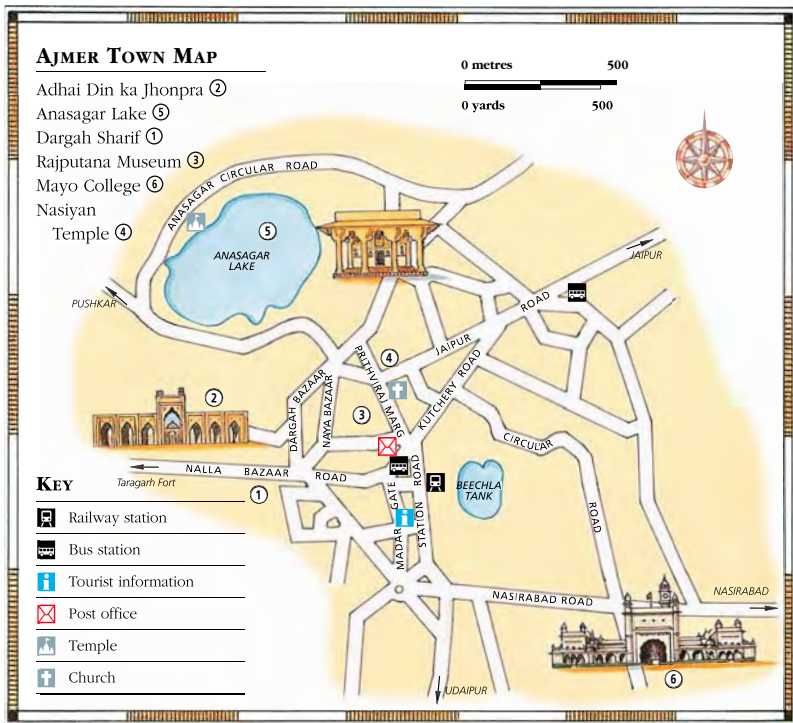 AJMER TOWN MAP
Adhai Din ka Jhonpra ②
Anasagar Lake ⑤
Dargah Sharif ①
Rajputana Museum ③
Mayo College ⑥
Nasiyan
Temple ④
0 metres 500
0 yards 500
ANASAGAR CIRCULAR ROAD
⑤
ANASAGAR
LAKE
JAIPUR
PUSHKAR
JAIPUR ROAD
④
PRITHVIRAJ MARG
KUTCHERY ROAD
DARGAH BAZAAR
NAYA BAZAAR
②
③
CIRCULAR ROAD
NALLA BAZAAR ROAD
Taragarh Fort
①
BEECHLA
TANK
MADAR GATE
STATION ROAD
NASIRABAD ROAD
NASIRABAD
⑥
UDAIPUR
KEY
Railway station
Bus station
i Tourist information
Post office
Temple
Church
i